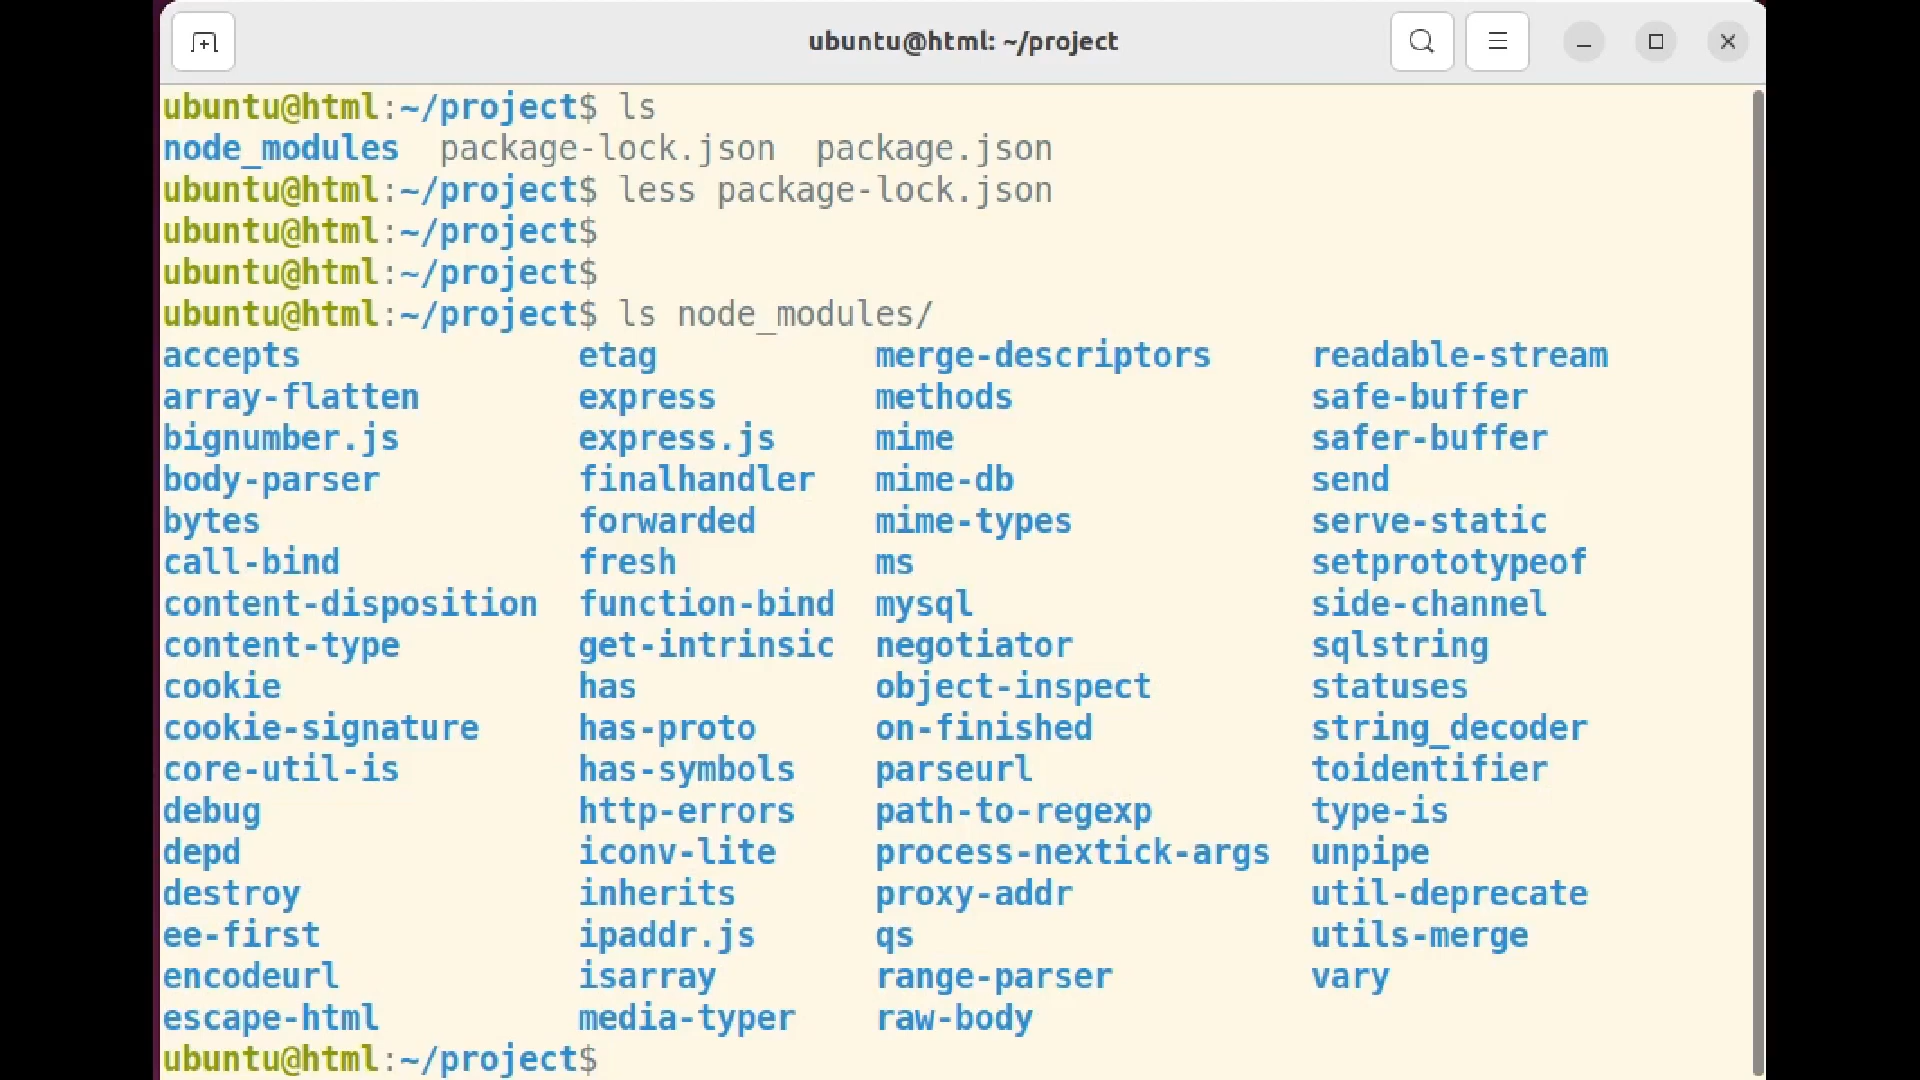 ubuntu@html: ~/project
ubuntu@html:~/project$ ls
node_modules  package-lock.json  package.json
ubuntu@html:~/project$ less package-lock.json
ubuntu@html:~/project$
ubuntu@html:~/project$
ubuntu@html:~/project$ ls node_modules/
accepts etag merge-descriptors readable-stream
array-flatten express methods safe-buffer
bignumber.js express.js mime safer-buffer
body-parser finalhandler mime-db send
bytes forwarded mime-types serve-static
call-bind fresh ms setprototypeof
content-disposition function-bind mysql side-channel
content-type get-intrinsic negotiator sqlstring
cookie has object-inspect statuses
cookie-signature has-proto on-finished string_decoder
core-util-is has-symbols parseurl toidentifier
debug http-errors path-to-regexp type-is
depd iconv-lite process-nextick-args unpipe
destroy inherits proxy-addr util-deprecate
ee-first ipaddr.js qs utils-merge
encodeurl isarray range-parser vary
escape-html media-typer raw-body
ubuntu@html:~/project$